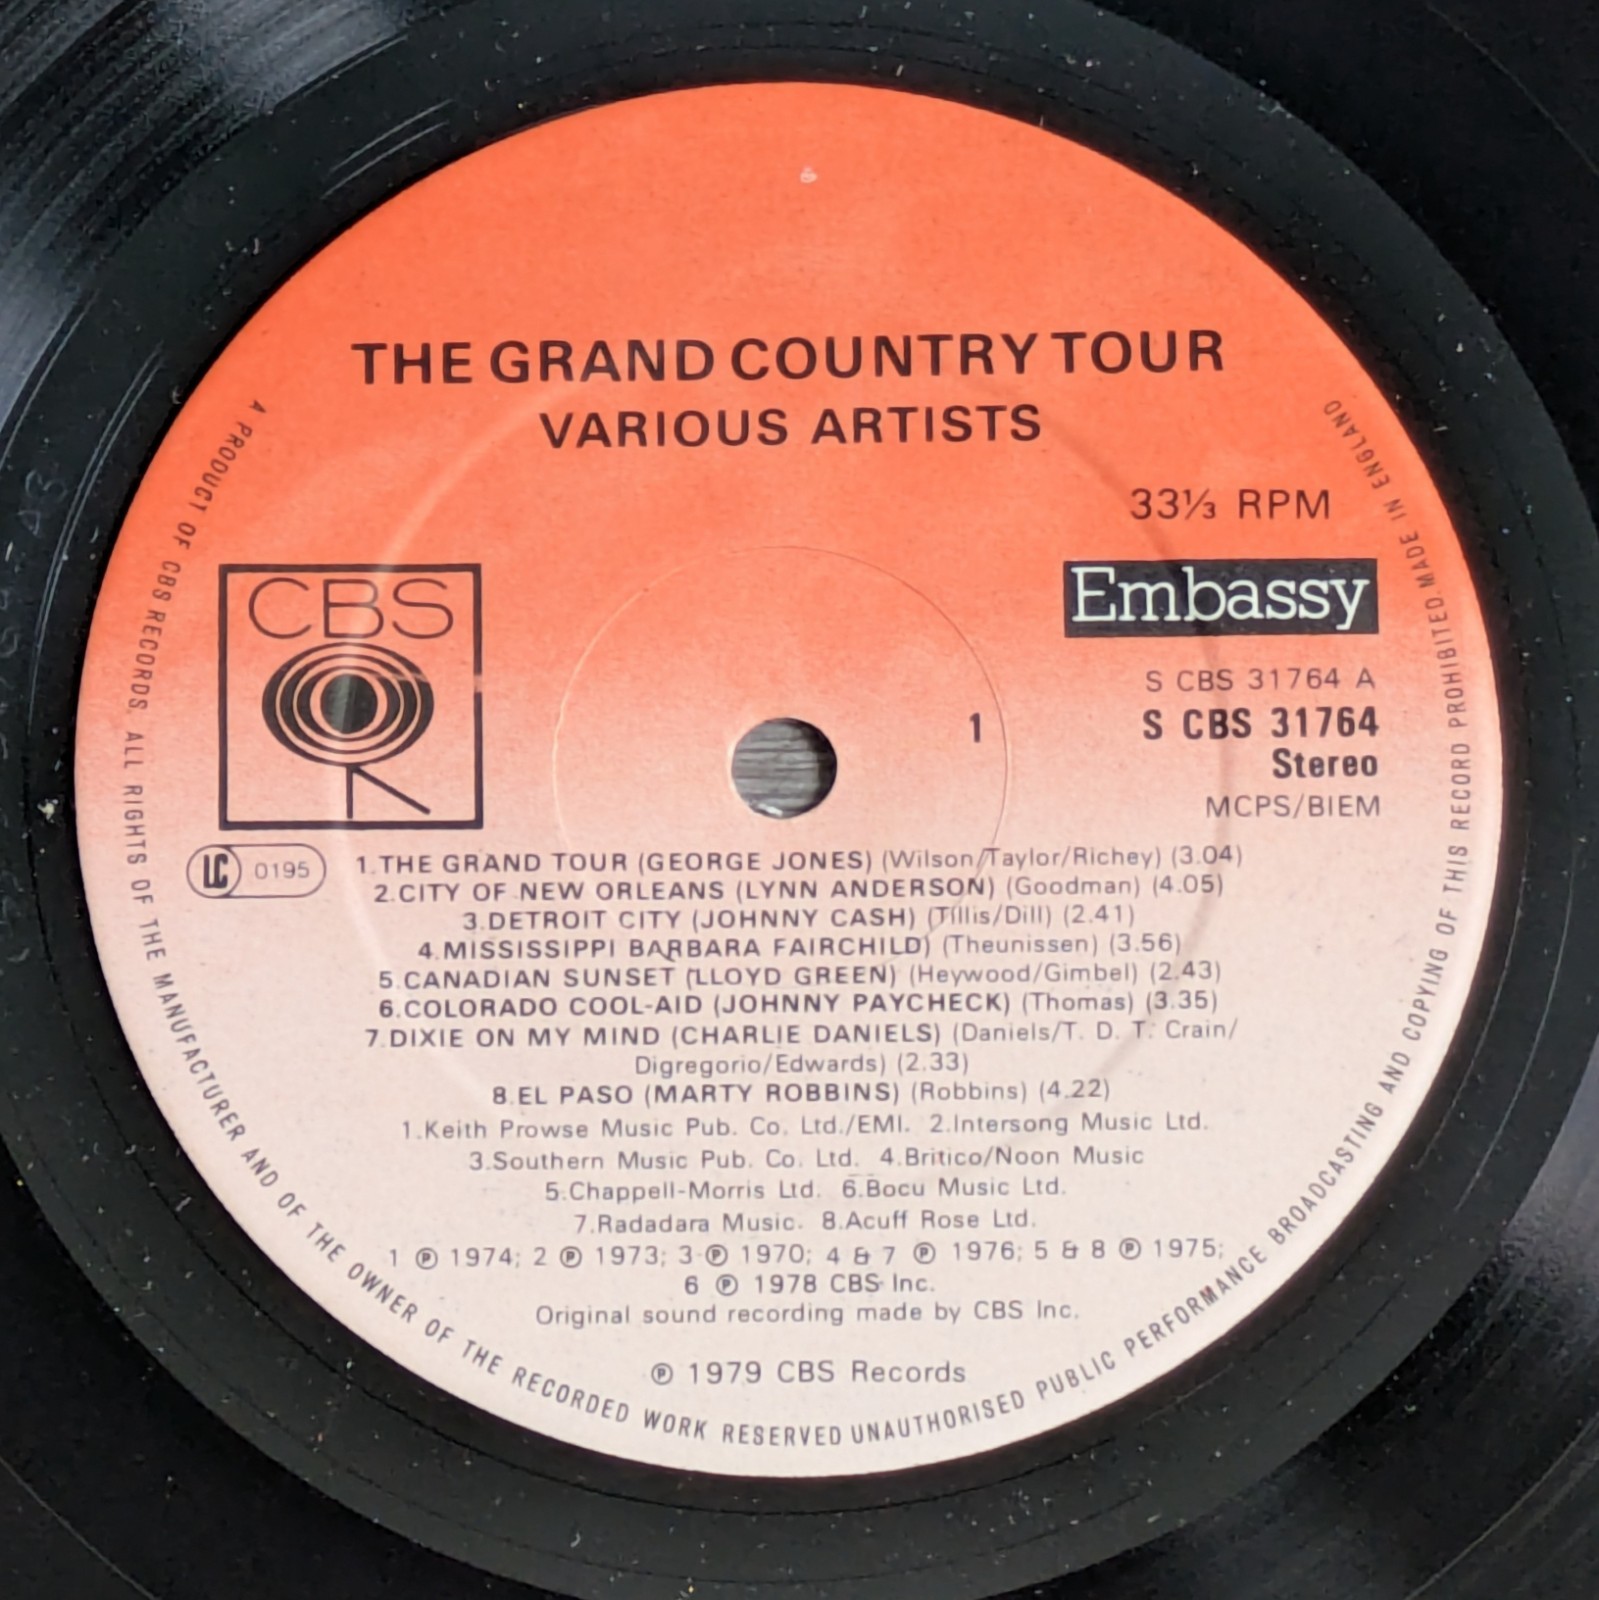 THE GRAND COUNTRY TOUR
VARIOUS ARTISTS
33⅓ RPM
CBS
Embassy
S CBS 31764 A
1
S CBS 31764
Stereo
MCPS/BIEM
LC 0195
1.THE GRAND TOUR (GEORGE JONES) (Wilson/Taylor/Richey) (3.04)
2.CITY OF NEW ORLEANS (LYNN ANDERSON) (Goodman) (4.05)
3.DETROIT CITY (JOHNNY CASH) (Tillis/Dill) (2.41)
4.MISSISSIPPI BARBARA FAIRCHILD) (Theunissen) (3.56)
5.CANADIAN SUNSET (LLOYD GREEN) (Heywood/Gimbel) (2.43)
6.COLORADO COOL-AID (JOHNNY PAYCHECK) (Thomas) (3.35)
7.DIXIE ON MY MIND (CHARLIE DANIELS) (Daniels/T. D. T. Crain/
Digregorio/Edwards) (2.33)
8.EL PASO (MARTY ROBBINS) (Robbins) (4.22)
1.Keith Prowse Music Pub. Co. Ltd./EMI. 2.Intersong Music Ltd.
3.Southern Music Pub. Co. Ltd. 4.Britico/Noon Music
5.Chappell-Morris Ltd. 6.Bocu Music Ltd.
7.Radadara Music. 8.Acuff Rose Ltd.
1 ℗ 1974; 2 ℗ 1973; 3 ℗ 1970; 4 & 7 ℗ 1976; 5 & 8 ℗ 1975;
6 ℗ 1978 CBS Inc.
Original sound recording made by CBS Inc.
℗ 1979 CBS Records
A PRODUCT OF CBS RECORDS. ALL RIGHTS OF THE MANUFACTURER AND OF THE OWNER OF THE RECORDED WORK RESERVED UNAUTHORISED PUBLIC PERFORMANCE BROADCASTING AND COPYING OF THIS RECORD PROHIBITED. MADE IN ENGLAND